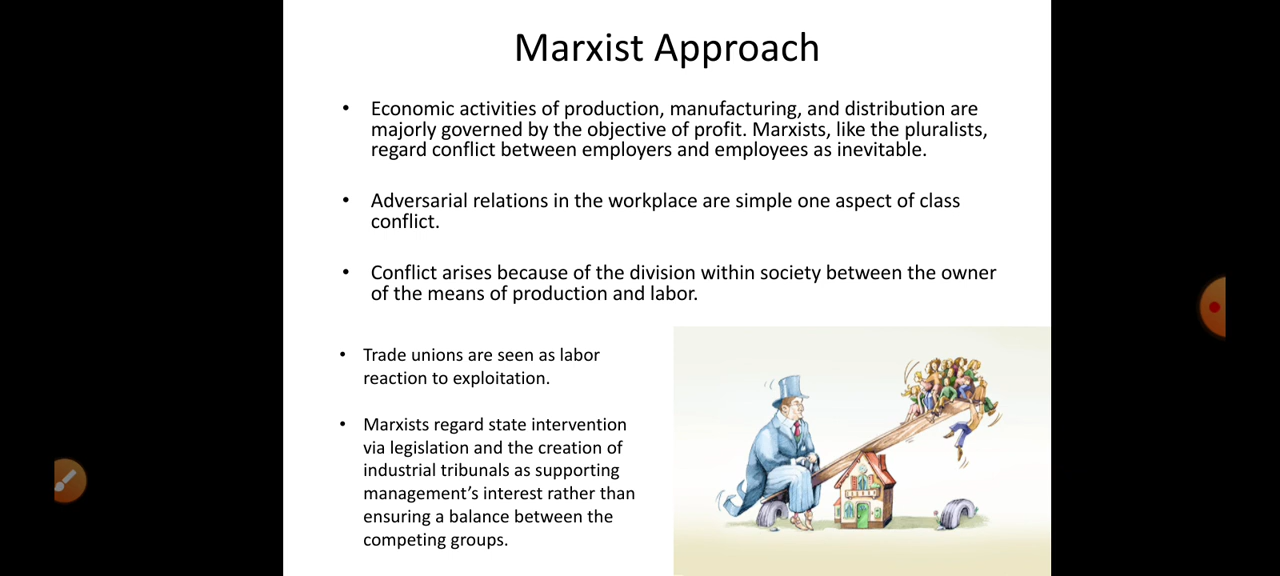 Marxist Approach
• Economic activities of production, manufacturing, and distribution are
majorly governed by the objective of profit. Marxists, like the pluralists,
regard conflict between employers and employees as inevitable.
• Adversarial relations in the workplace are simple one aspect of class
conflict.
• Conflict arises because of the division within society between the owner
of the means of production and labor.
• Trade unions are seen as labor
reaction to exploitation.
• Marxists regard state intervention
via legislation and the creation of
industrial tribunals as supporting
management’s interest rather than
ensuring a balance between the
competing groups.